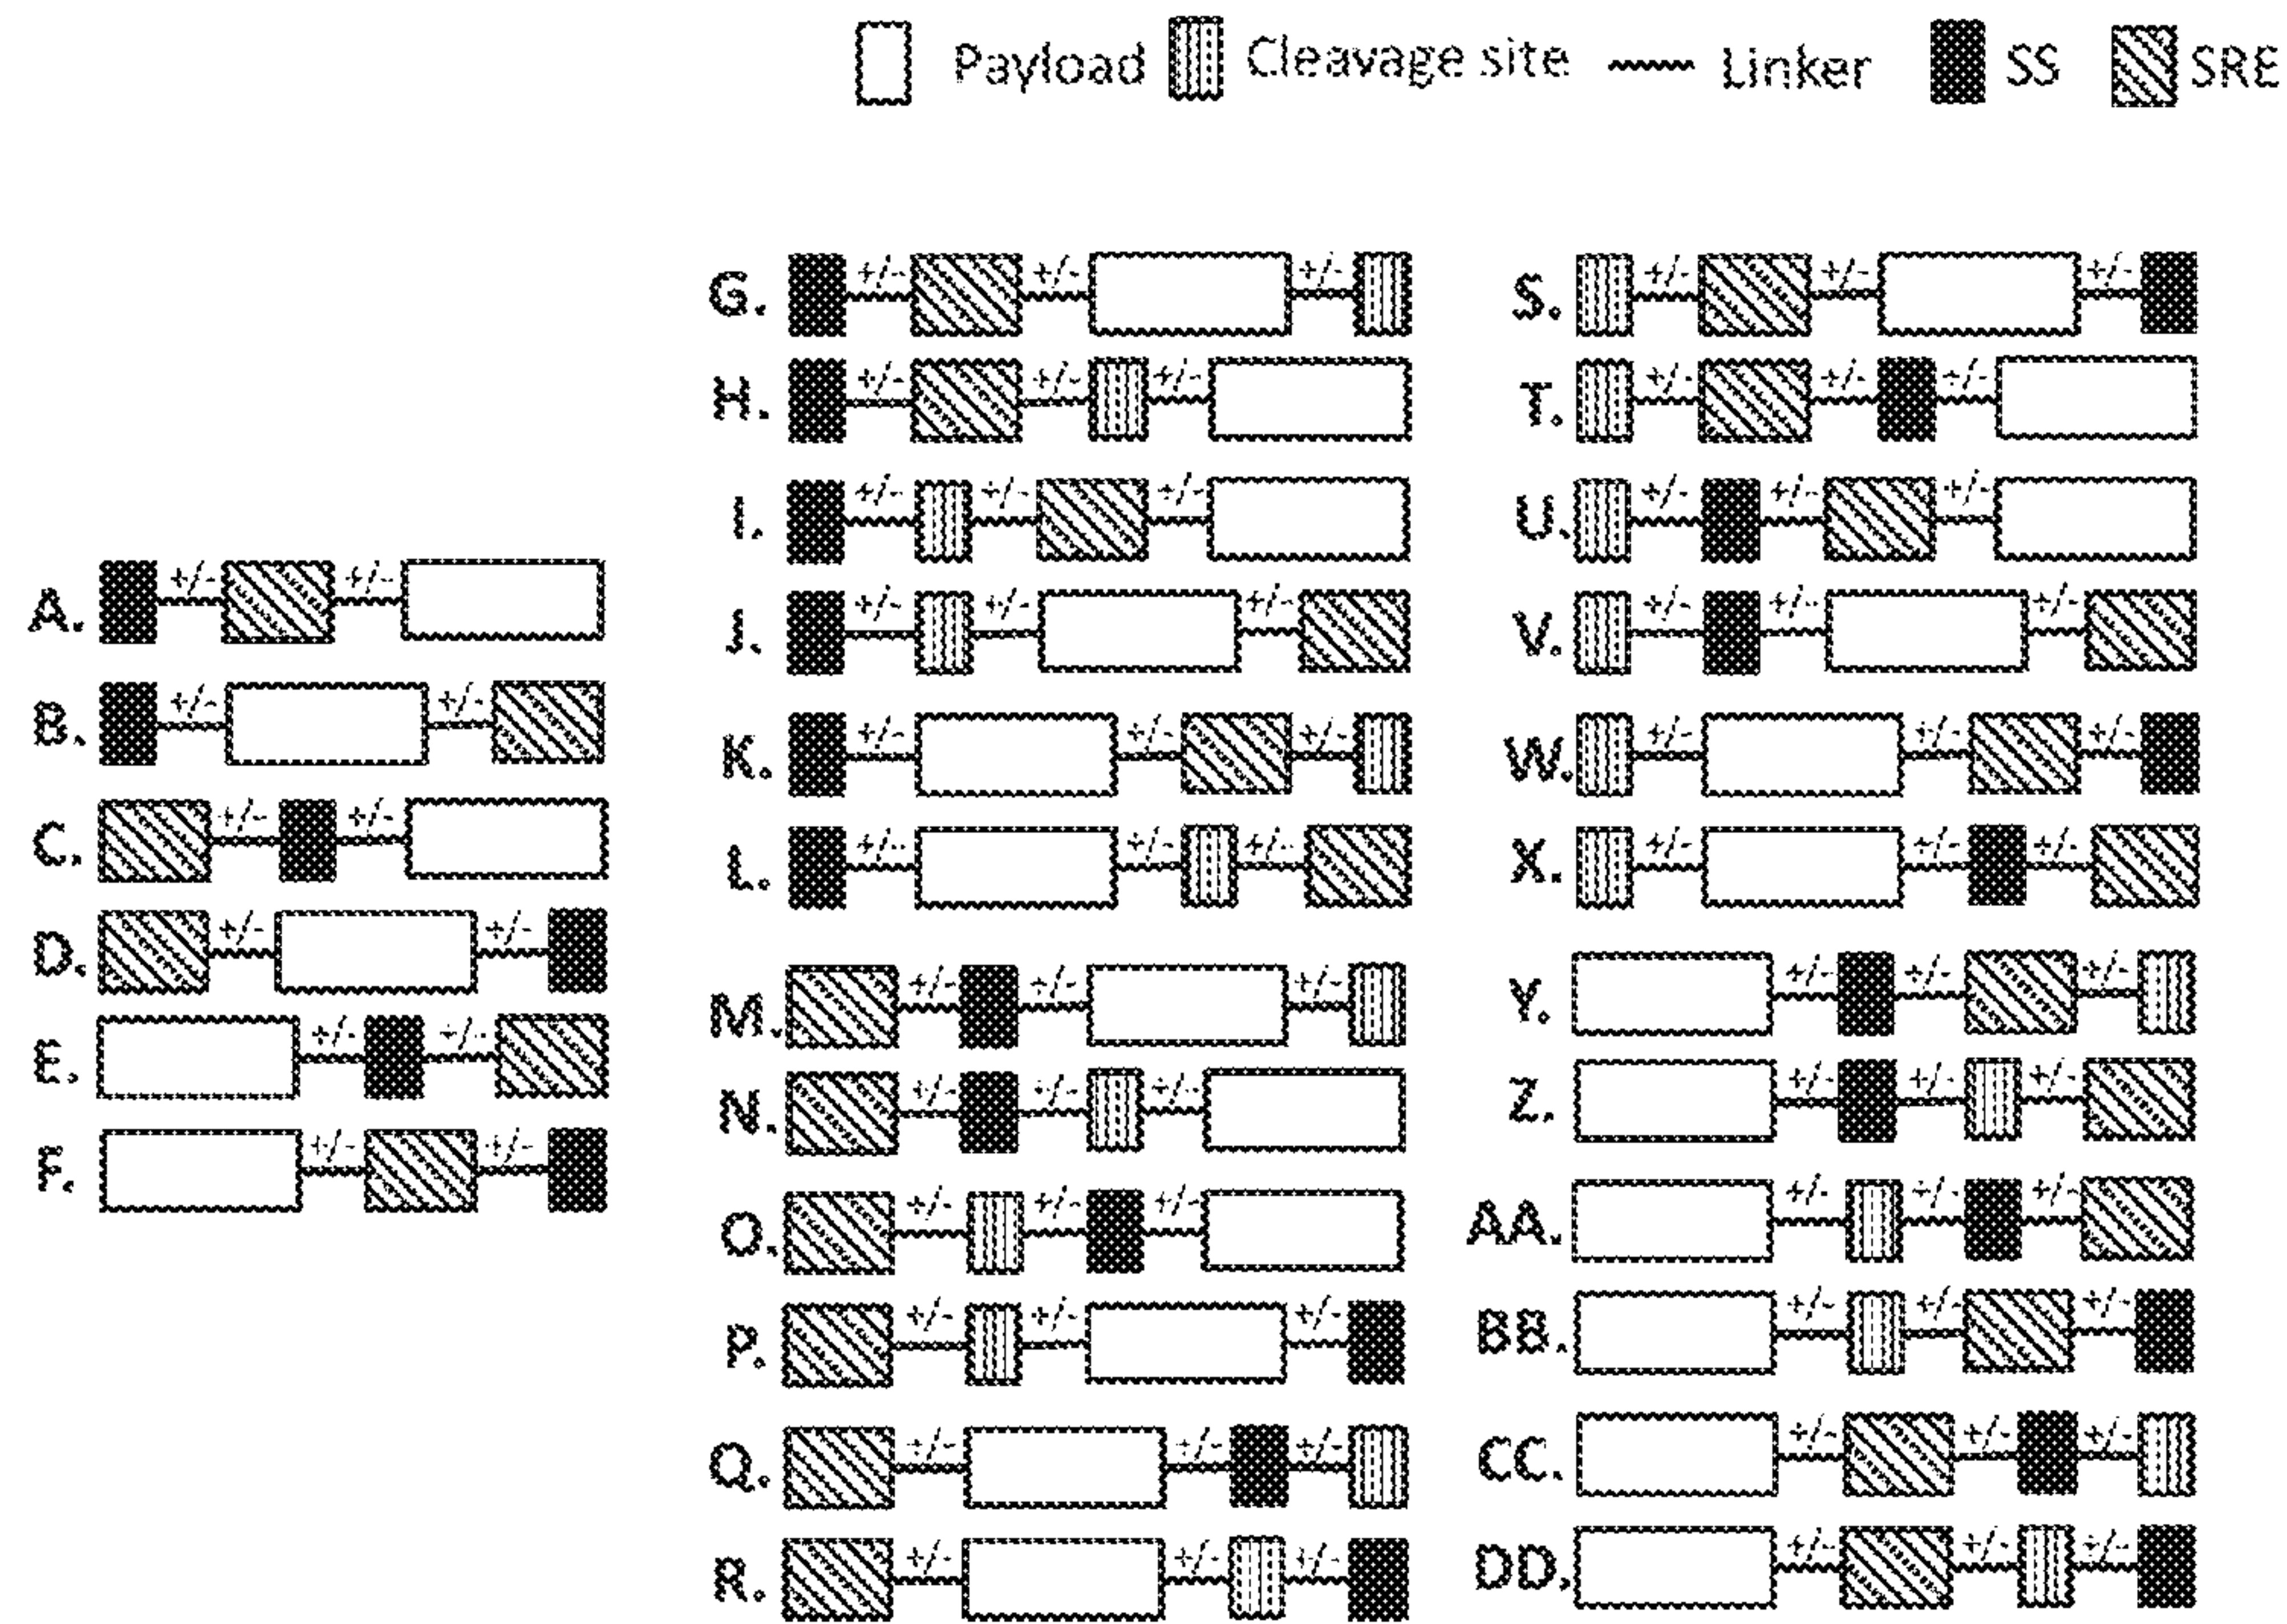 Payload Cleavage site Linker SS SRE
A. +/- +/-
B. +/- +/-
C. +/- +/-
D. +/- +/-
E. +/- +/-
F. +/- +/-
G. +/- +/- +/-
H. +/- +/- +/-
I. +/- +/- +/-
J. +/- +/- +/-
K. +/- +/- +/-
L. +/- +/- +/-
M. +/- +/- +/-
N. +/- +/- +/-
O. +/- +/- +/-
P. +/- +/- +/-
Q. +/- +/- +/-
R. +/- +/- +/-
S. +/- +/- +/-
T. +/- +/- +/-
U. +/- +/- +/-
V. +/- +/- +/-
W. +/- +/- +/-
X. +/- +/- +/-
Y. +/- +/- +/-
Z. +/- +/- +/-
AA. +/- +/- +/-
BB. +/- +/- +/-
CC. +/- +/- +/-
DD. +/- +/- +/-